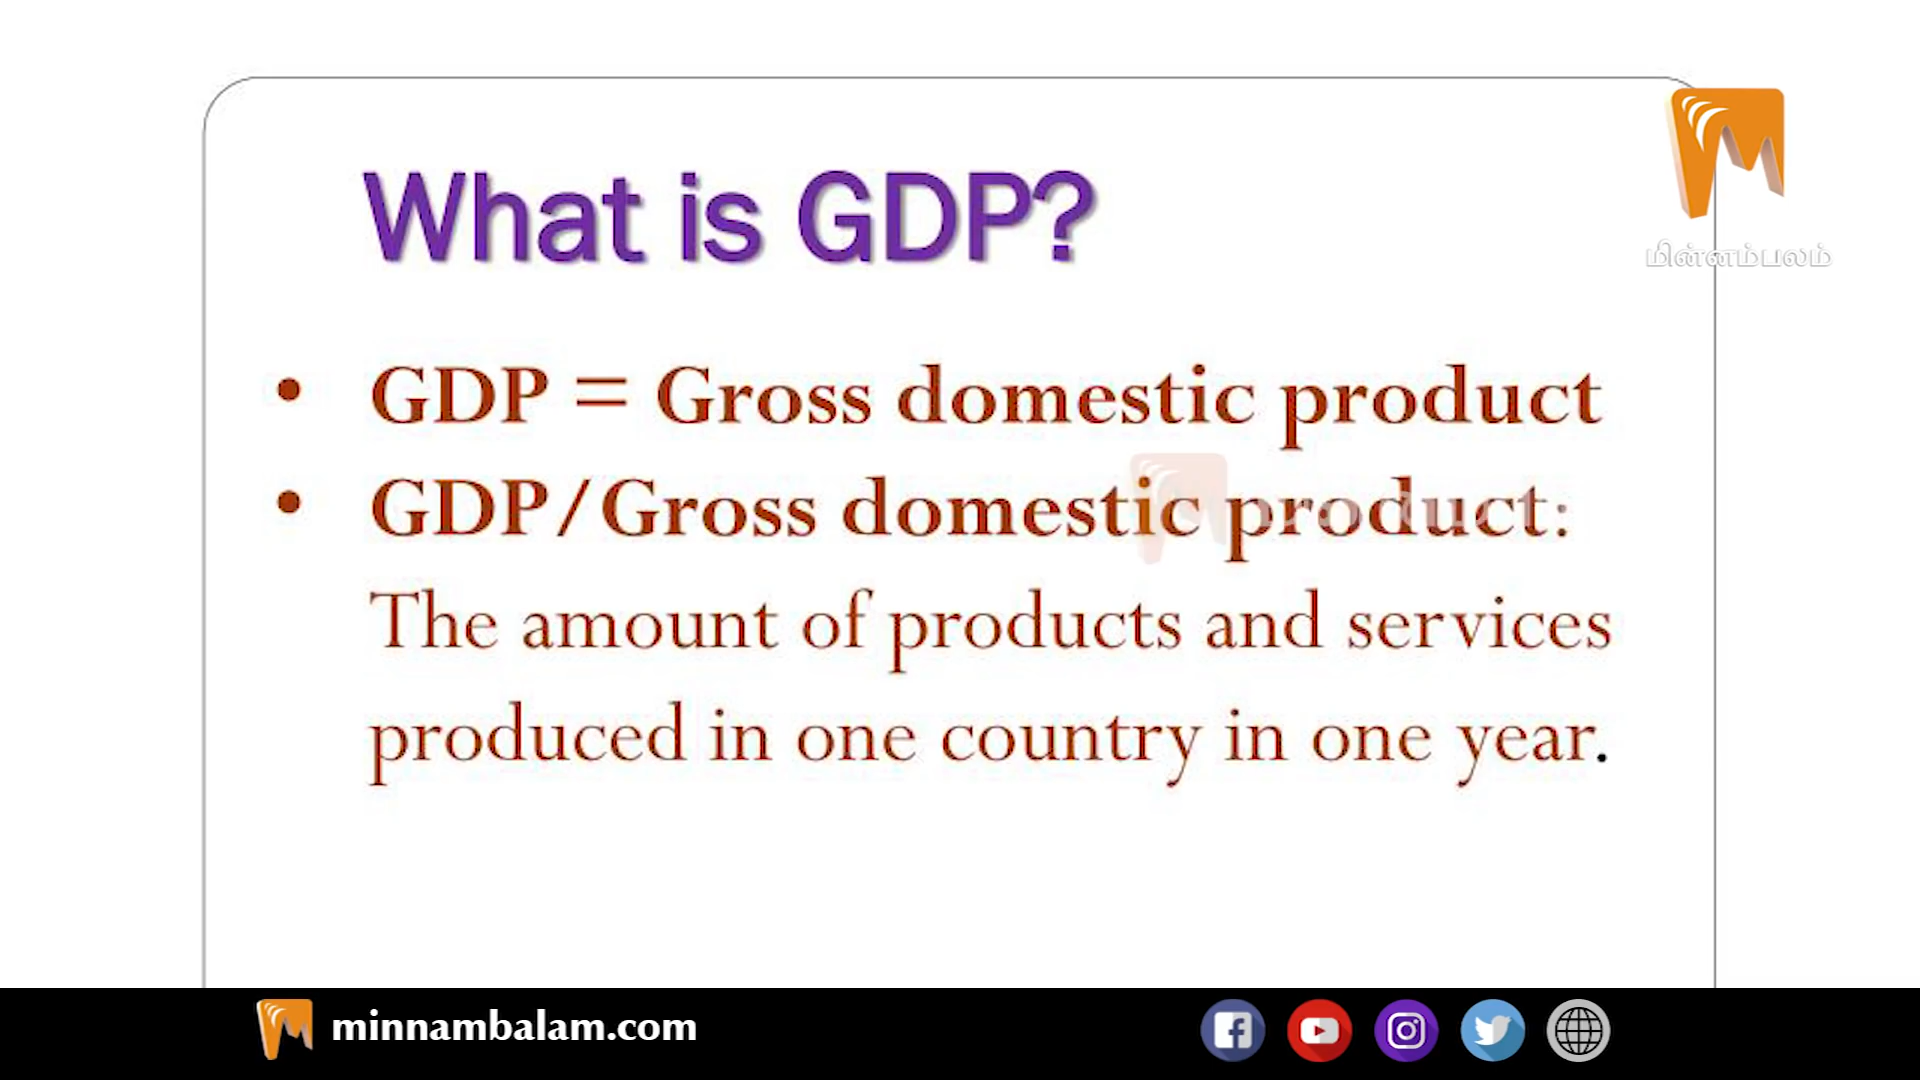 What is GDP?
மின்னம்பலம்
• GDP = Gross domestic product
• GDP/Gross domestic product:
The amount of products and services
produced in one country in one year.
minnambalam.com